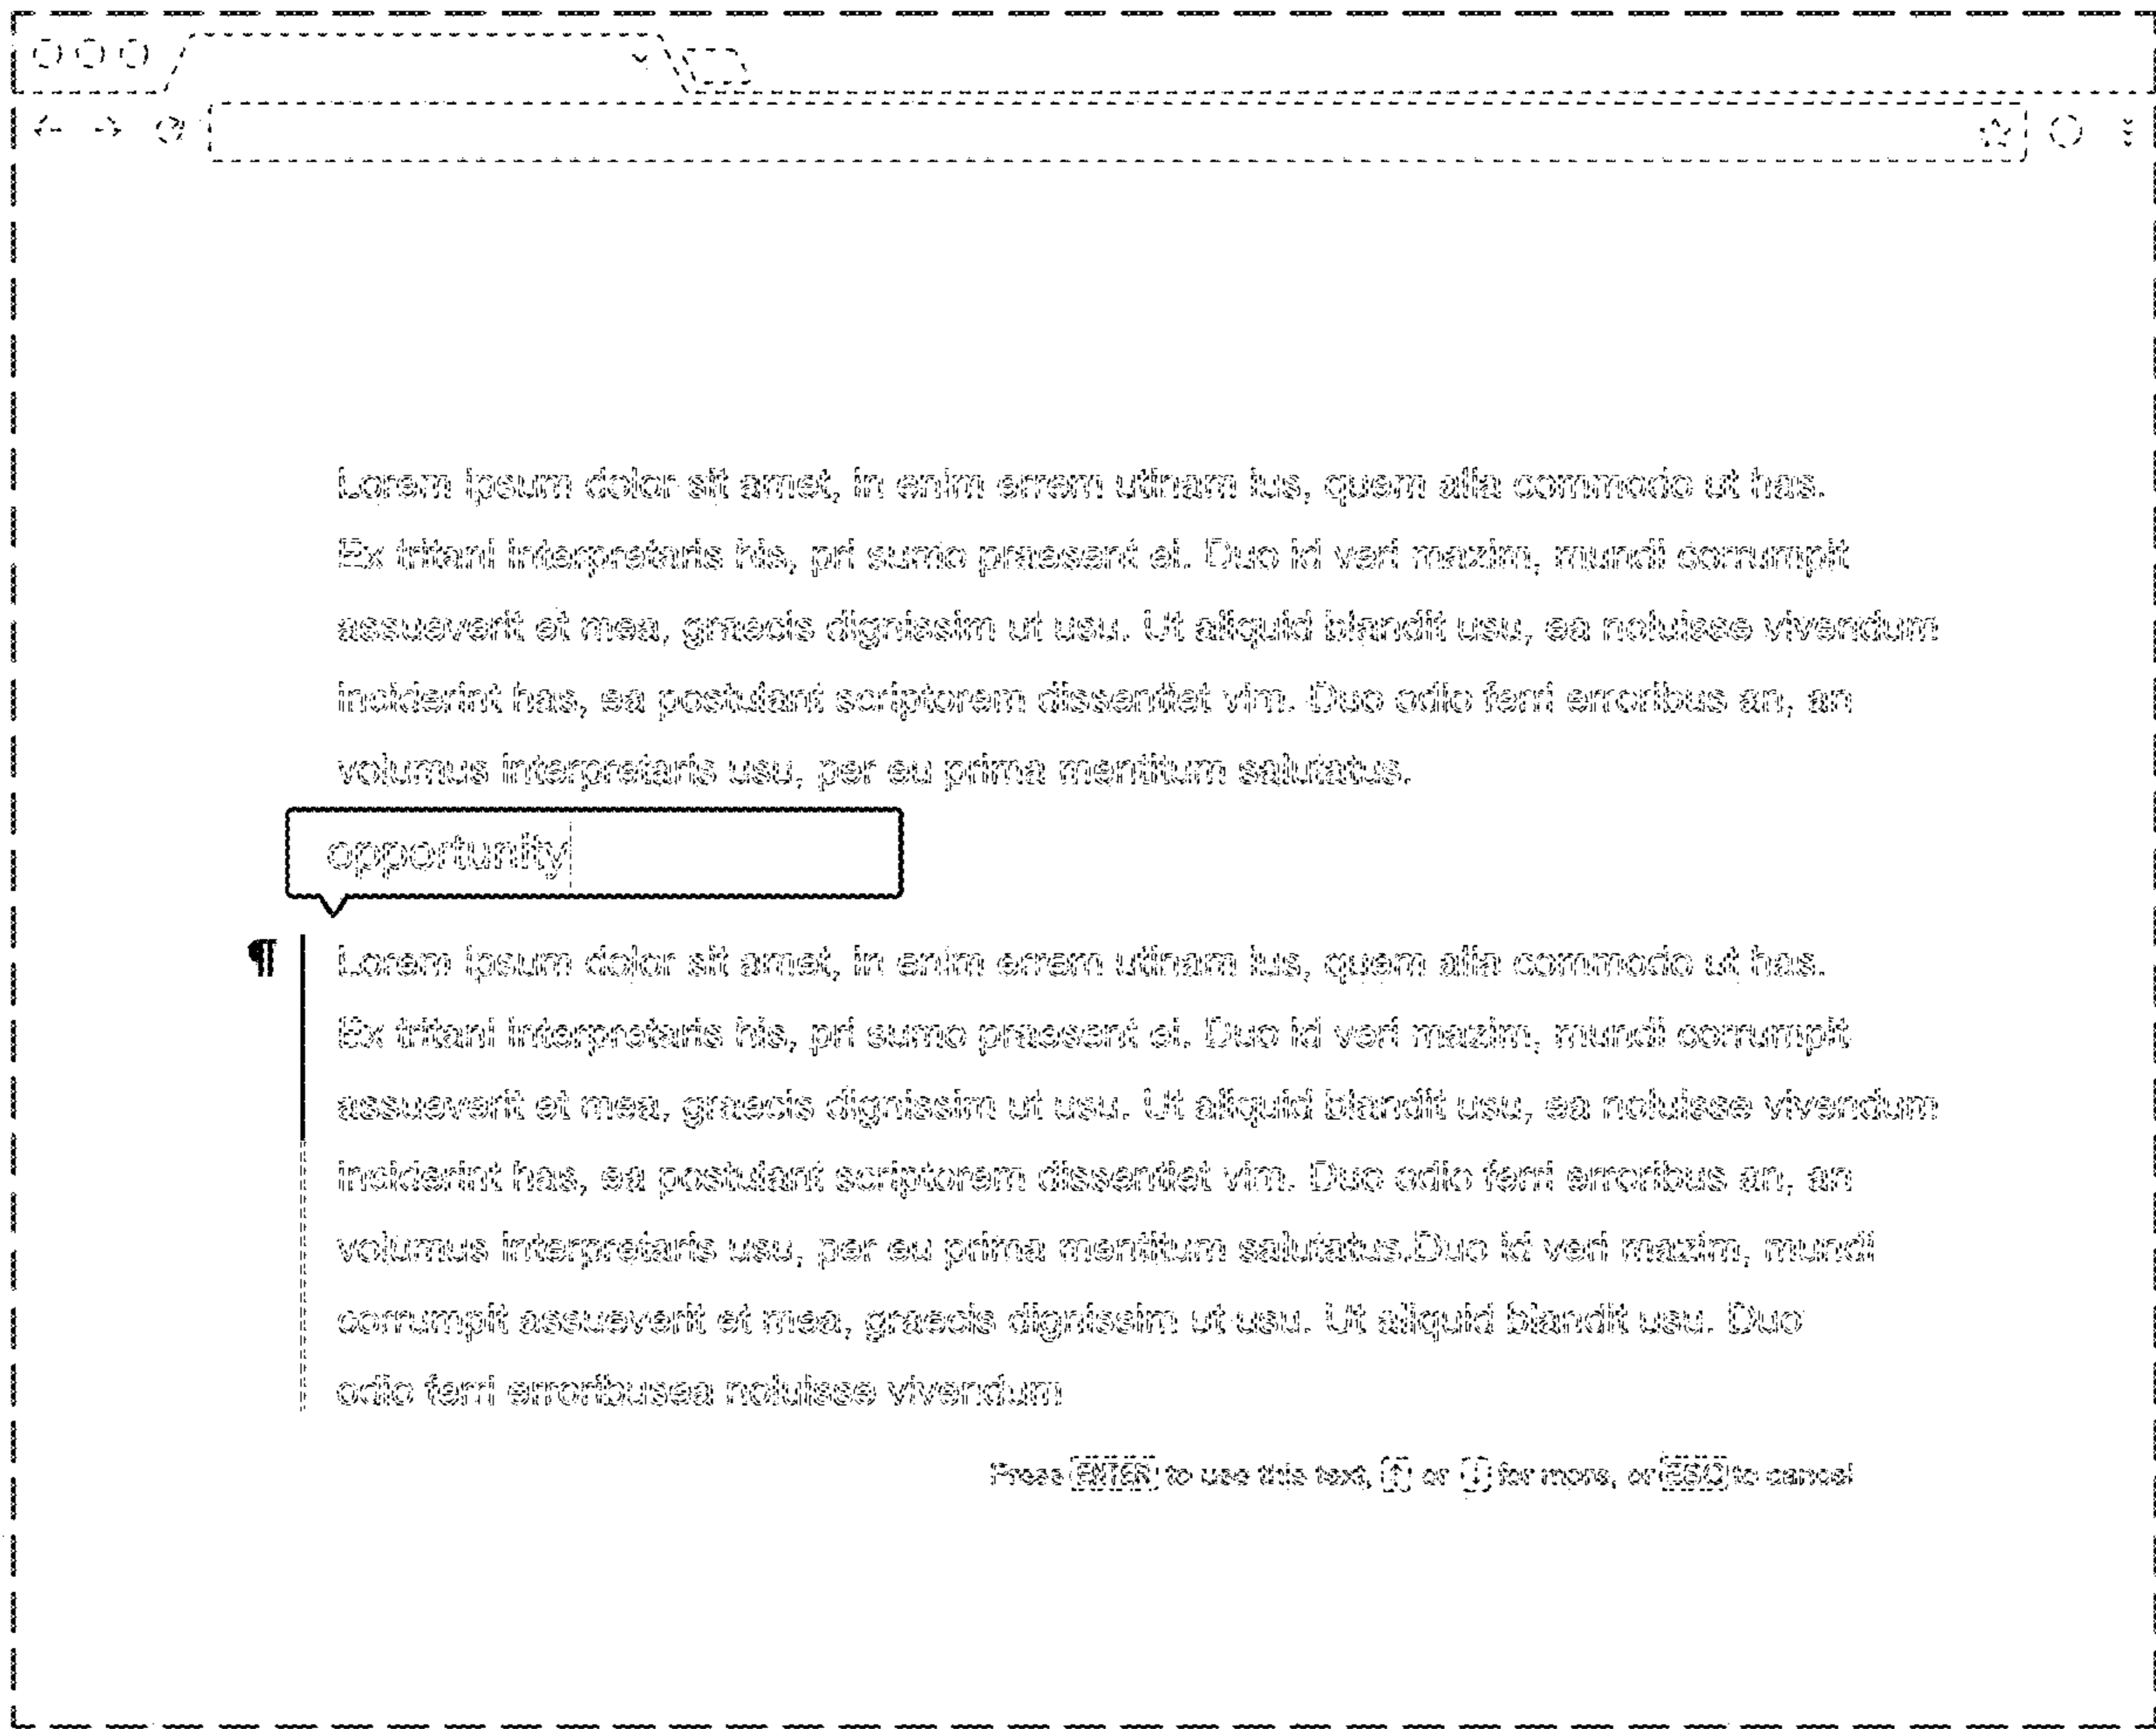 Lorem ipsum dolor sit amet, in enim errem utinam ius, quem alia commodo ut has.
Ex tritani interpretaris his, pri sumo praesent ei. Duo id veri mazim, mundi corrumpit
assueverit et mea, graecis dignissim ut usu. Ut aliquid blandit usu, ea noluisse vivendum
inciderint has, ea postulant scriptorem dissentiet vim. Duo odio ferri erroribus an, an
volumus interpretaris usu, per eu prima mentitum salutatus.
opportunity
¶ Lorem ipsum dolor sit amet, in enim errem utinam ius, quem alia commodo ut has.
Ex tritani interpretaris his, pri sumo praesent ei. Duo id veri mazim, mundi corrumpit
assueverit et mea, graecis dignissim ut usu. Ut aliquid blandit usu, ea noluisse vivendum
inciderint has, ea postulant scriptorem dissentiet vim. Duo odio ferri erroribus an, an
volumus interpretaris usu, per eu prima mentitum salutatus.Duo id veri mazim, mundi
corrumpit assueverit et mea, graecis dignissim ut usu. Ut aliquid blandit usu. Duo
odio ferri erroribusea noluisse vivendum
Press ENTER to use this text, ↑ or ↓ for more, or ESC to cancel